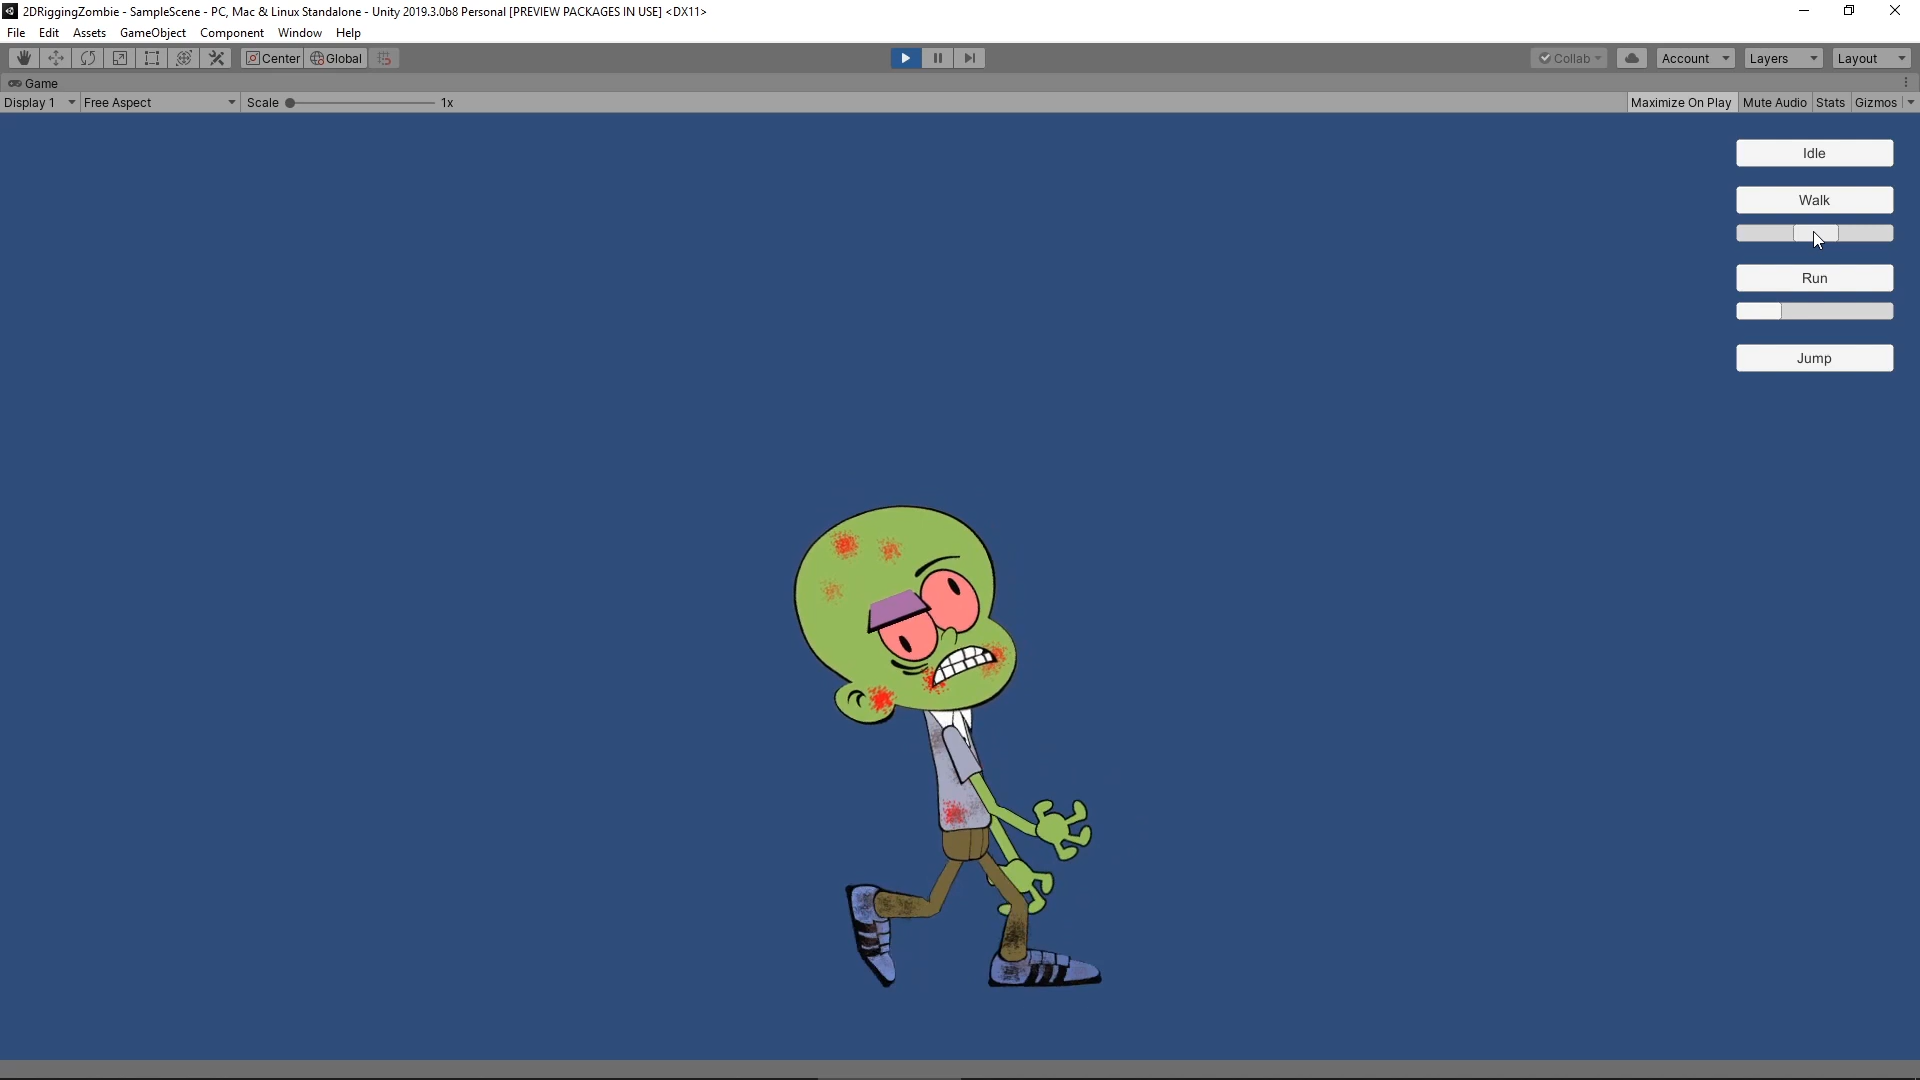 2DRiggingZombie - SampleScene - PC, Mac & Linux Standalone - Unity 2019.3.0b8 Personal [PREVIEW PACKAGES IN USE] <DX11>
File Edit Assets GameObject Component Window Help
Center Global Collab Account Layers Layout
Game
Display 1 Free Aspect Scale 1x Maximize On Play Mute Audio Stats Gizmos
Idle
Walk
Run
Jump